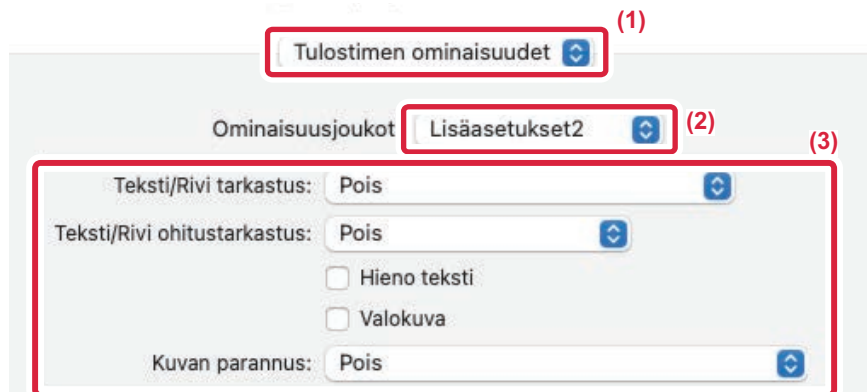 (1)
Tulostimen ominaisuudet
Ominaisuusjoukot Lisäasetukset2 (2)
(3)
Teksti/Rivi tarkastus: Pois
Teksti/Rivi ohitustarkastus: Pois
Hieno teksti
Valokuva
Kuvan parannus: Pois